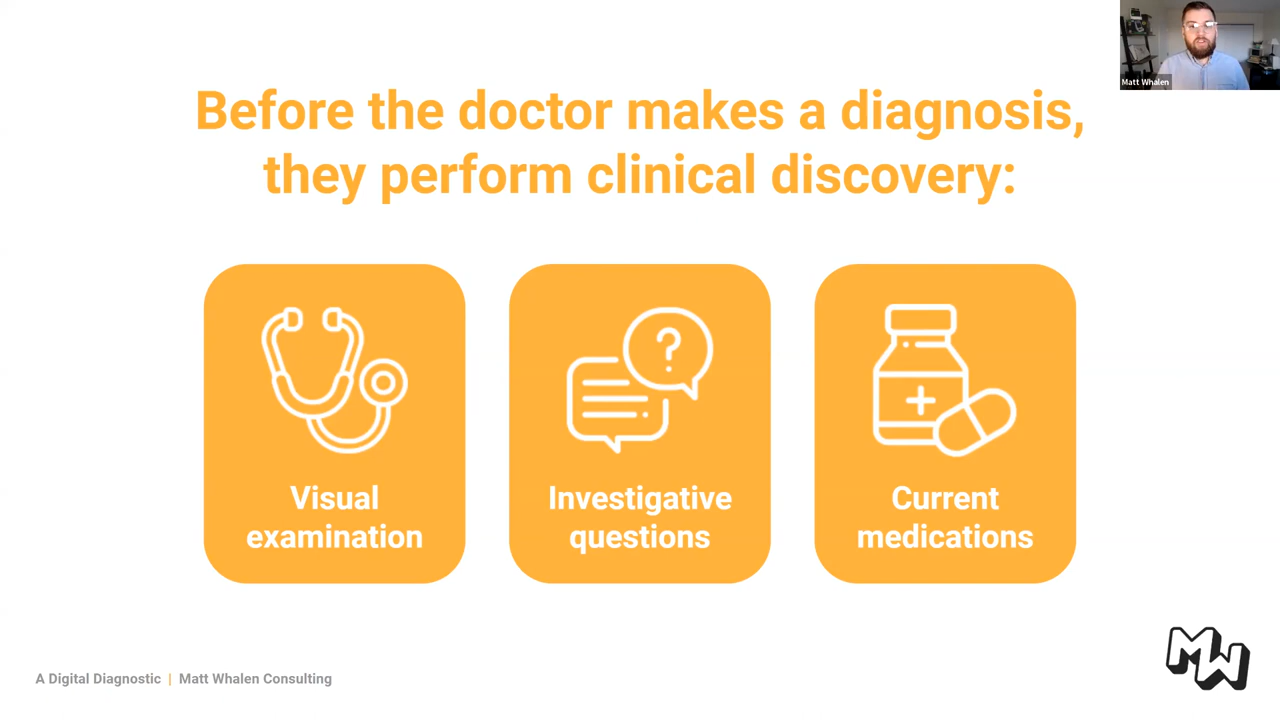 Matt Whalen
Before the doctor makes a diagnosis,
they perform clinical discovery:
?
Visual
examination
Investigative
questions
Current
medications
A Digital Diagnostic | Matt Whalen Consulting
MW